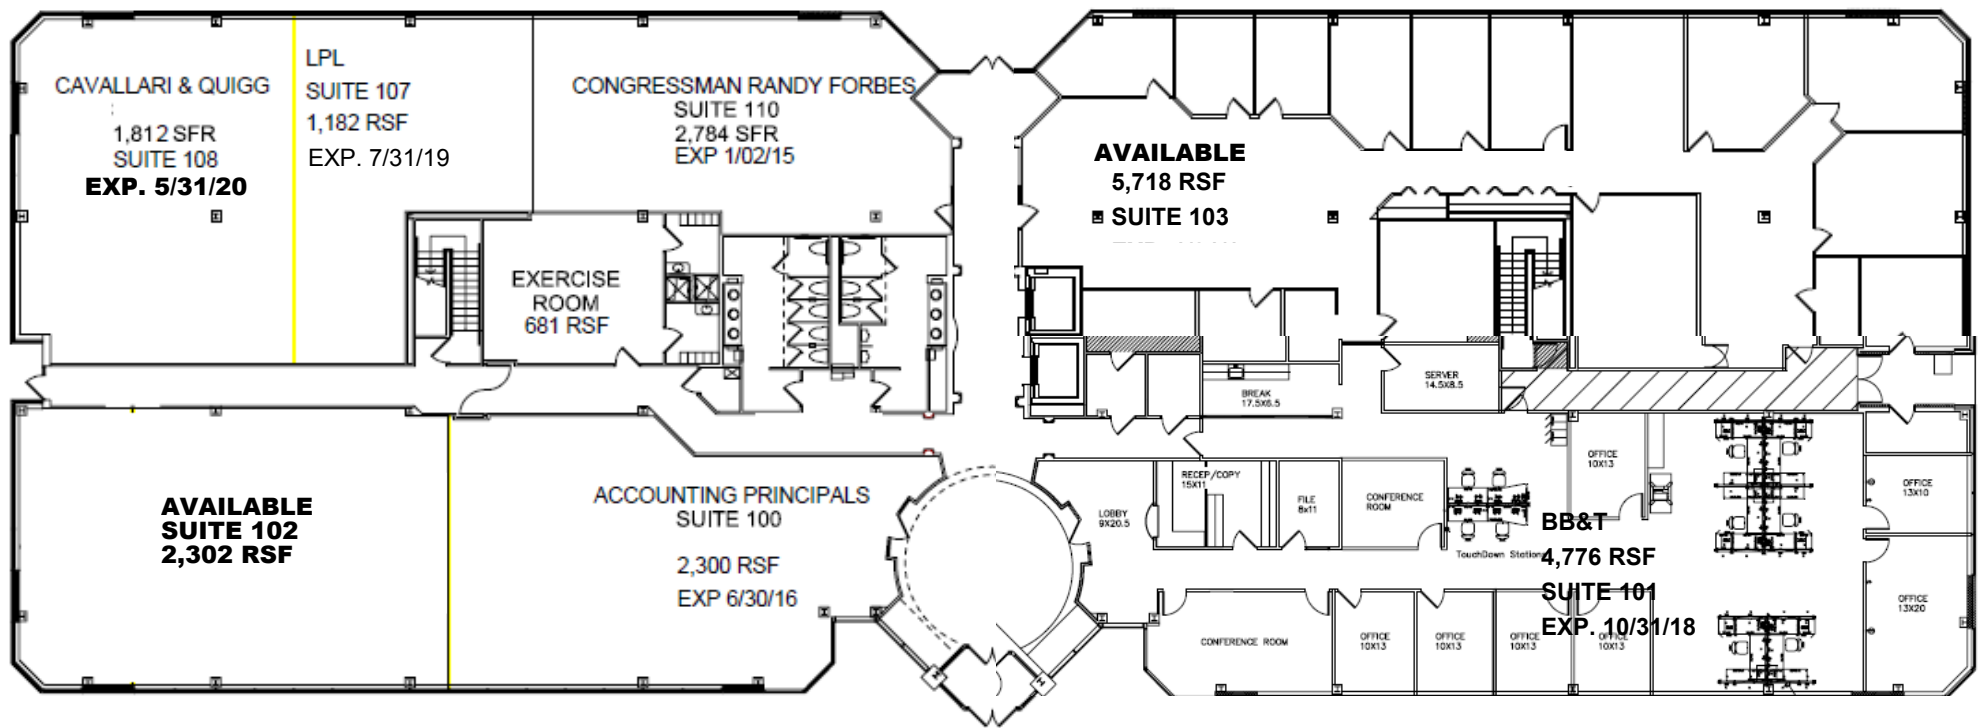 CAVALLARI & QUIGG
1,812 SFR
SUITE 108
EXP. 5/31/20
LPL
SUITE 107
1,182 RSF
EXP. 7/31/19
CONGRESSMAN RANDY FORBES
SUITE 110
2,784 SFR
EXP 1/02/15
AVAILABLE
5,718 RSF
SUITE 103
EXERCISE
ROOM
681 RSF
SERVER
14.5X8.5
BREAK
17.5X6.5
AVAILABLE
SUITE 102
2,302 RSF
ACCOUNTING PRINCIPALS
SUITE 100
2,300 RSF
EXP 6/30/16
LOBBY
9X20.5
RECEP/COPY
15X11
FILE
8x11
CONFERENCE
ROOM
TouchDown Station
OFFICE
10X13
OFFICE
13X10
BB&T
4,776 RSF
SUITE 101
EXP. 10/31/18
OFFICE
13X20
CONFERENCE ROOM
OFFICE
10X13
OFFICE
10X13
OFFICE
10X13
OFFICE
10X13